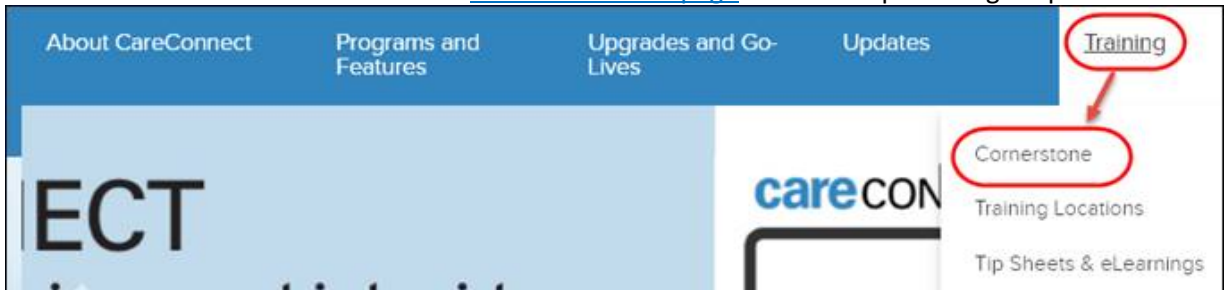 About CareConnect
Programs and
Features
Upgrades and Go-
Lives
Updates
Training
Cornerstone
Training Locations
Tip Sheets & eLearnings
ECT
careCON